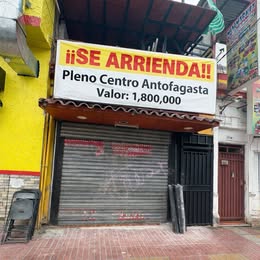 ¡¡SE ARRIENDA!!
Pleno Centro Antofagasta
Valor: 1,800,000